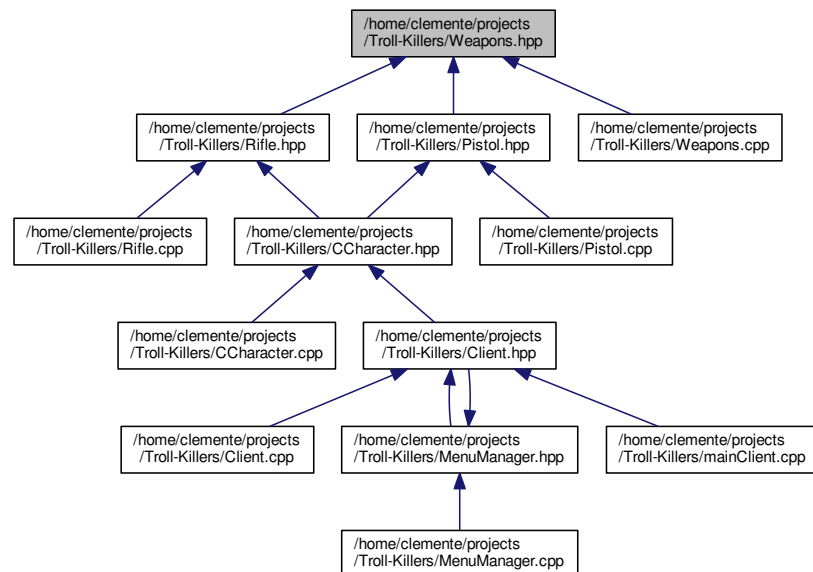 /home/clemente/projects
/Troll-Killers/Weapons.hpp
/home/clemente/projects
/Troll-Killers/Rifle.hpp
/home/clemente/projects
/Troll-Killers/Pistol.hpp
/home/clemente/projects
/Troll-Killers/Weapons.cpp
/home/clemente/projects
/Troll-Killers/Rifle.cpp
/home/clemente/projects
/Troll-Killers/CCharacter.hpp
/home/clemente/projects
/Troll-Killers/Pistol.cpp
/home/clemente/projects
/Troll-Killers/CCharacter.cpp
/home/clemente/projects
/Troll-Killers/Client.hpp
/home/clemente/projects
/Troll-Killers/Client.cpp
/home/clemente/projects
/Troll-Killers/MenuManager.hpp
/home/clemente/projects
/Troll-Killers/mainClient.cpp
/home/clemente/projects
/Troll-Killers/MenuManager.cpp